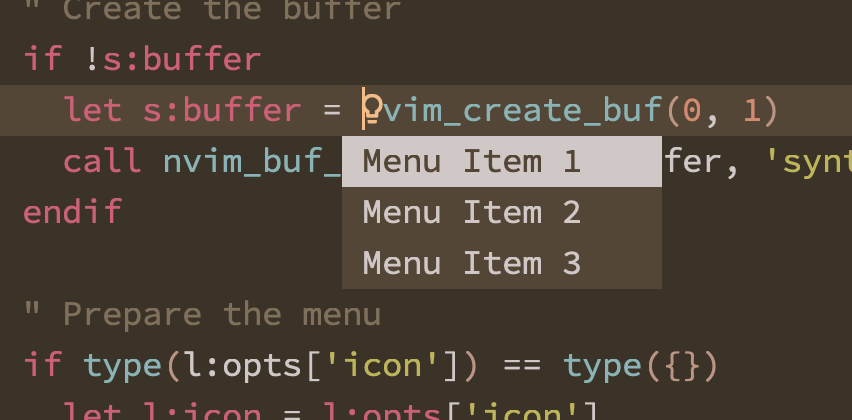 " Create the buffer
if !s:buffer
let s:buffer = vim_create_buf(0, 1)
call nvim_buf_
Menu Item 1
fer, 'synt
endif
Menu Item 2
Menu Item 3
" Prepare the menu
if type(l:opts['icon']) == type({})
let l:icon = l:opts['icon']